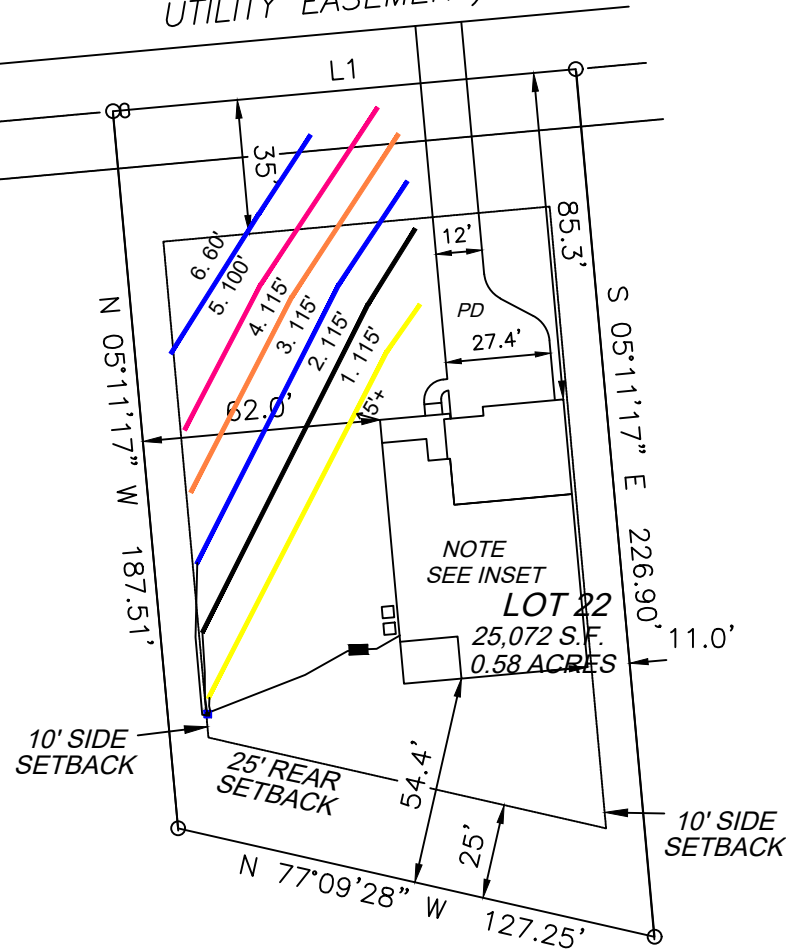 UTILITY EASEMENT
L1
8
35'
85.3'
12'
6. 60'
5. 100'
4. 115'
3. 115'
2. 115'
1. 115'
PD
27.4'
62.0'
15'+
N 05°11'17" W 187.51'
S 05°11'17" E 226.90'
NOTE
SEE INSET
LOT 22
25,072 S.F.
0.58 ACRES
11.0'
10' SIDE
SETBACK
25' REAR
SETBACK
54.4'
25'
10' SIDE
SETBACK
N 77°09'28" W 127.25'